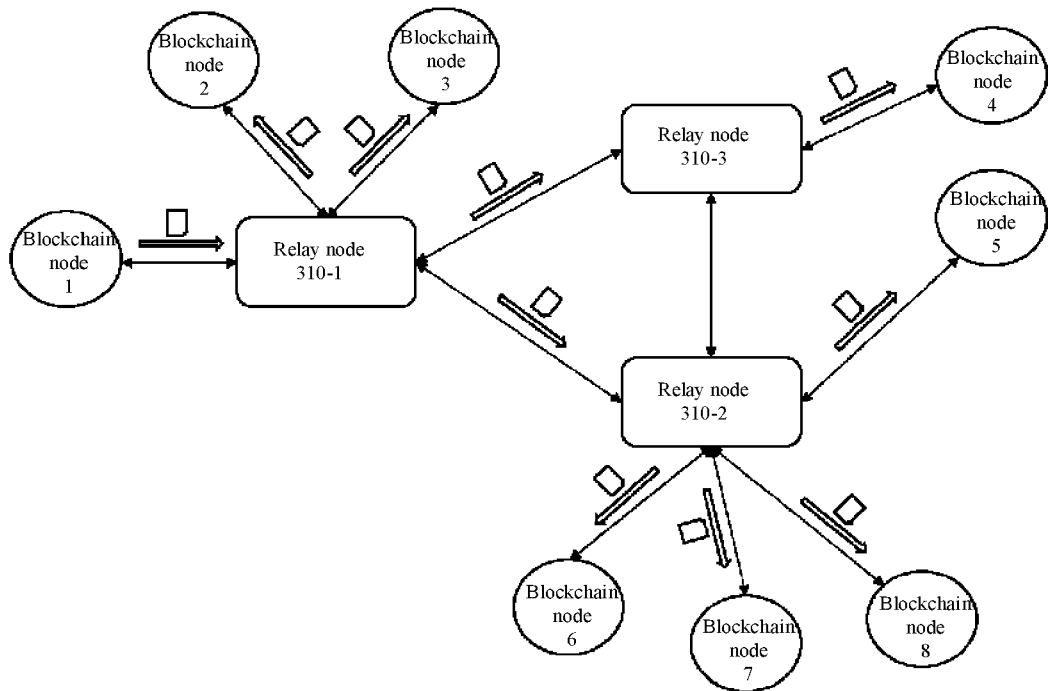 Blockchain
node
2
Blockchain
node
3
Blockchain
node
4
Relay node
310-3
Blockchain
node
5
Blockchain
node
1
Relay node
310-1
Relay node
310-2
Blockchain
node
6
Blockchain
node
7
Blockchain
node
8